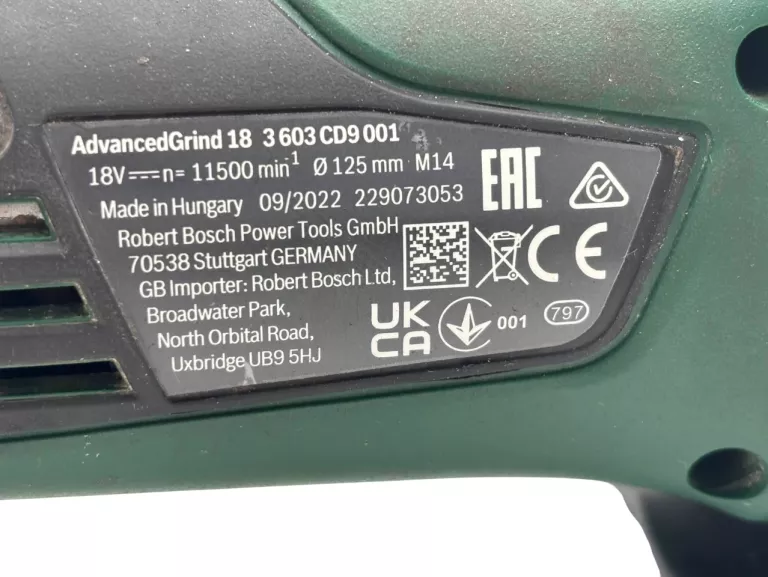 AdvancedGrind 18 3 603 CD9 001
18V⎓n= 11500 min¹ Ø 125 mm M14
Made in Hungary 09/2022 229073053
Robert Bosch Power Tools GmbH
70538 Stuttgart GERMANY
GB Importer: Robert Bosch Ltd,
Broadwater Park,
North Orbital Road,
Uxbridge UB9 5HJ
EAC
CE
UK
CA
001
797